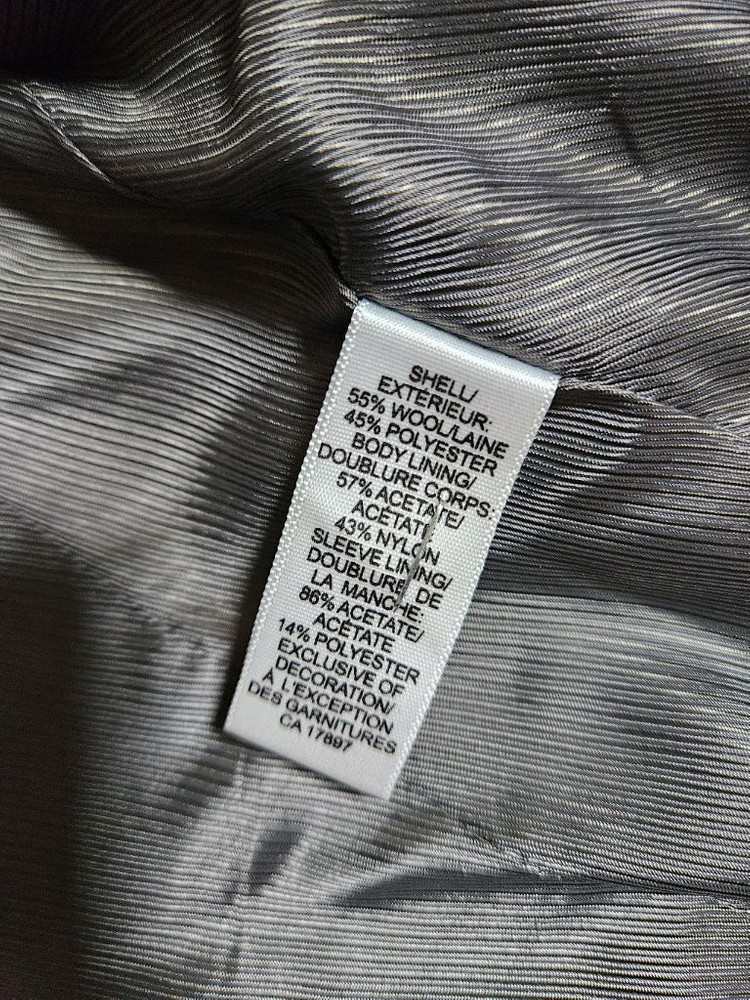 SHELL/
EXTÉRIEUR:
55% WOOL/LAINE
45% POLYESTER
BODY LINING/
DOUBLURE CORPS:
57% ACETATE/
ACÉTATE
43% NYLON
SLEEVE LINING/
DOUBLURE DE
LA MANCHE:
86% ACETATE/
ACÉTATE
14% POLYESTER
EXCLUSIVE OF
DECORATION/
À L'EXCEPTION
DES GARNITURES
CA 17897